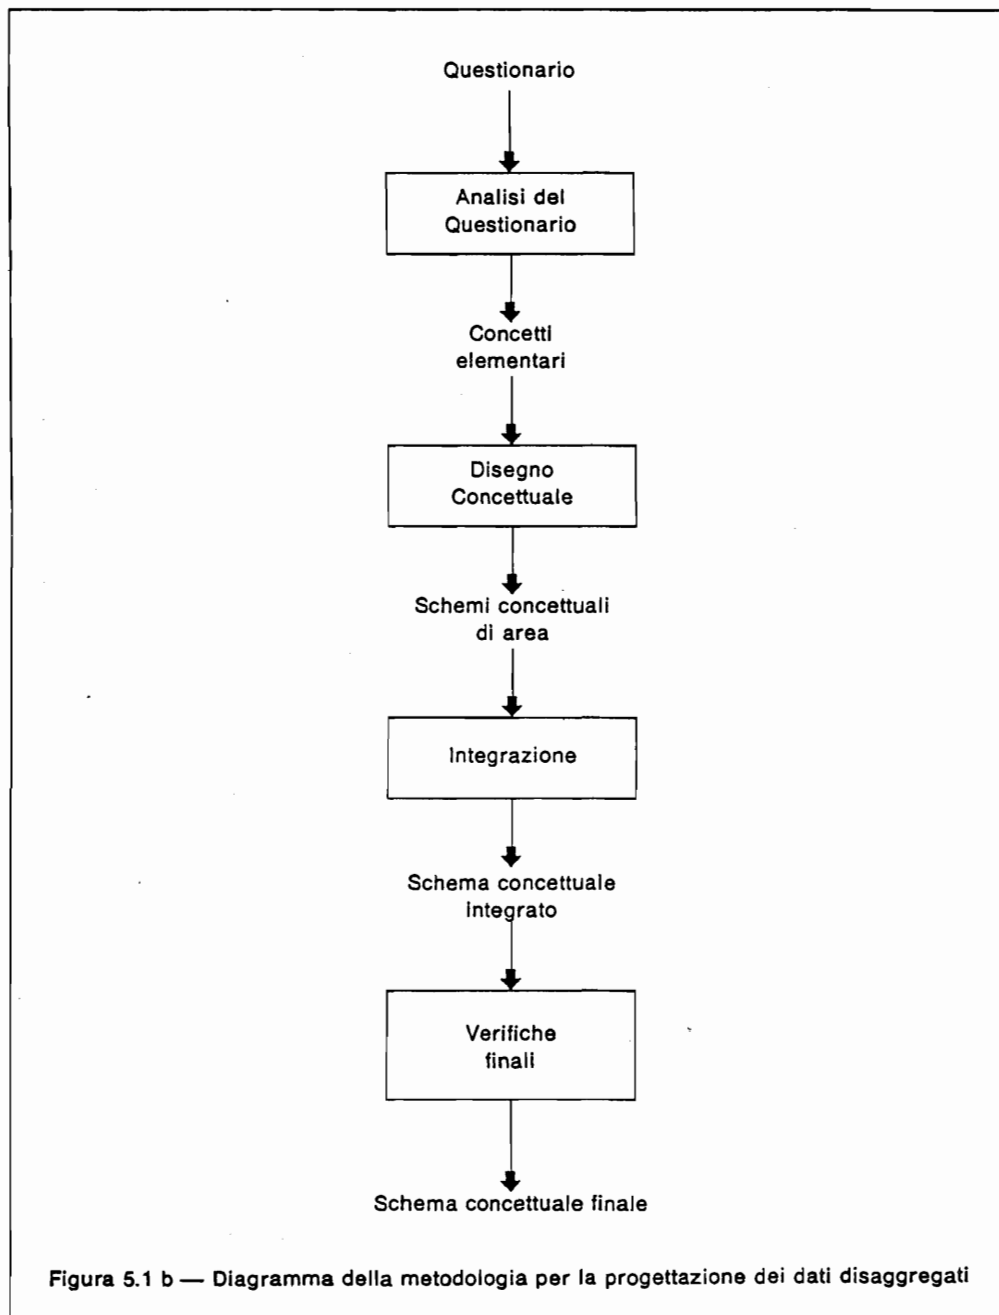 Questionario
Analisi del
Questionario
Concetti
elementari
Disegno
Concettuale
Schemi concettuali
di area
Integrazione
Schema concettuale
integrato
Verifiche
finali
Schema concettuale finale
Figura 5.1 b — Diagramma della metodologia per la progettazione dei dati disaggregati